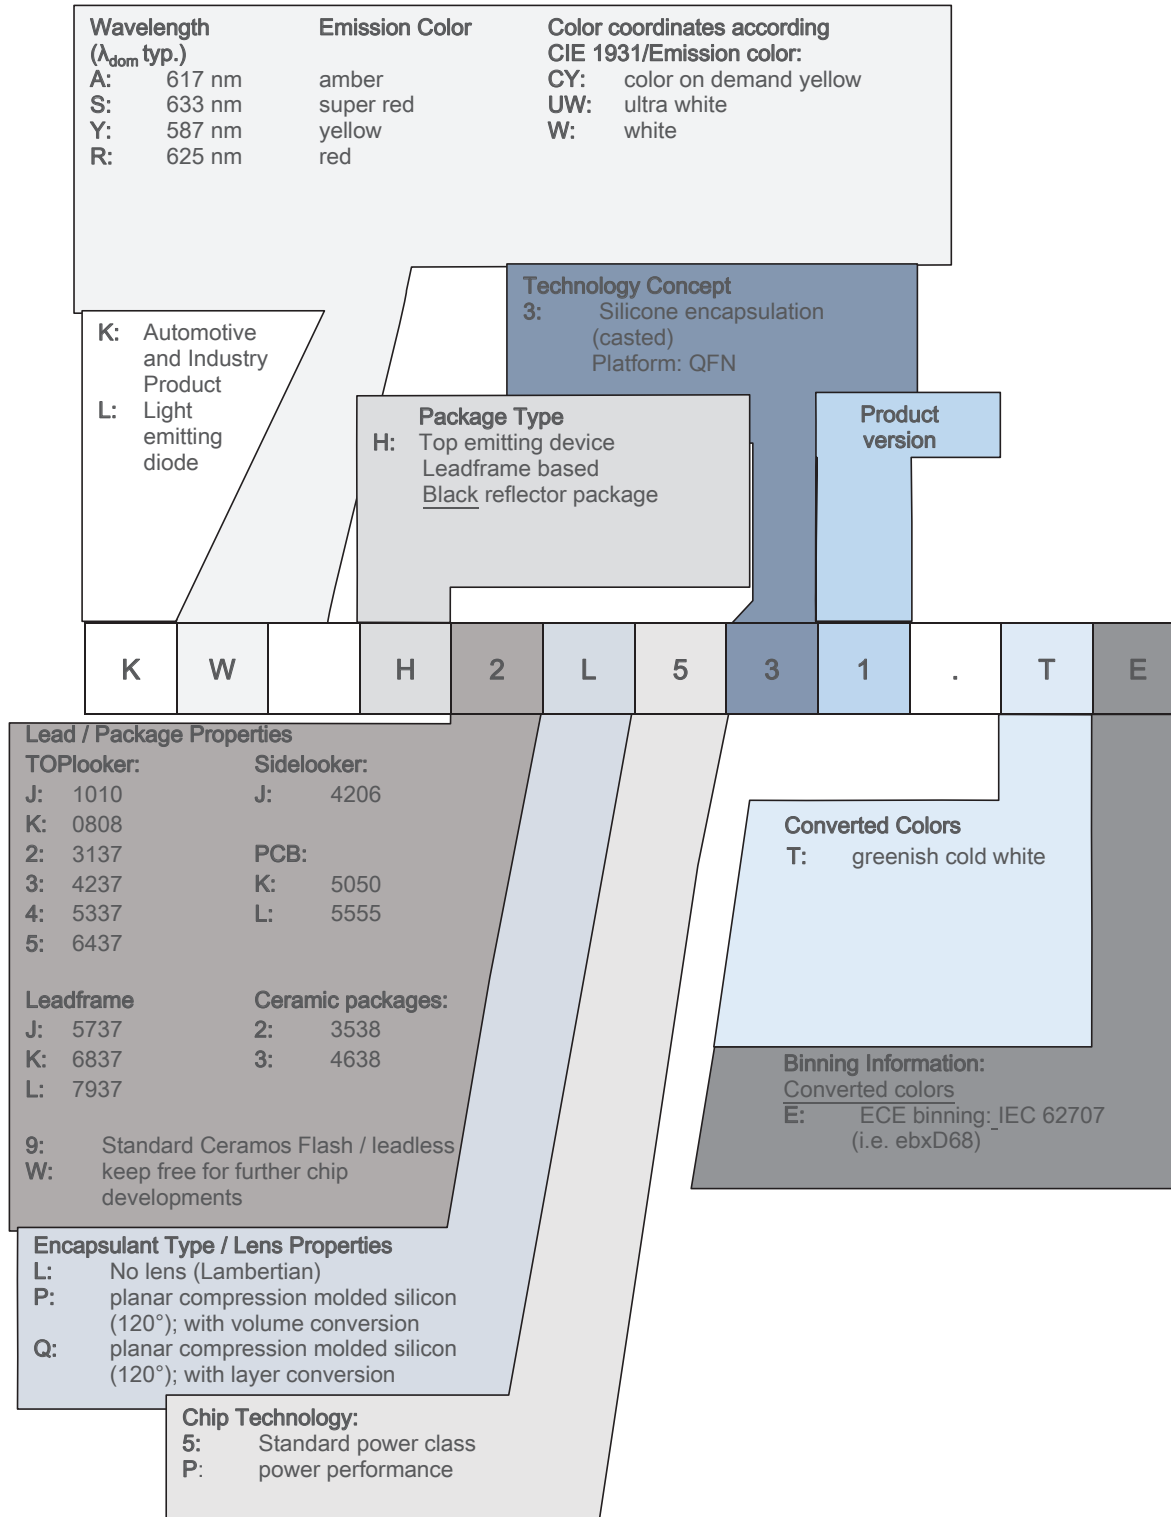 Wavelength Emission Color Color coordinates according
(λdom typ.) CIE 1931/Emission color:
A: 617 nm amber CY: color on demand yellow
S: 633 nm super red UW: ultra white
Y: 587 nm yellow W: white
R: 625 nm red
Technology Concept
3: Silicone encapsulation
(casted)
Platform: QFN
K: Automotive
and Industry
Product
L: Light
emitting
diode
Package Type
H: Top emitting device
Leadframe based
Black reflector package
Product
version
K W H 2 L 5 3 1 . T E
Lead / Package Properties
TOPlooker: Sidelooker:
J: 1010 J: 4206
K: 0808
2: 3137 PCB:
3: 4237 K: 5050
4: 5337 L: 5555
5: 6437
Leadframe Ceramic packages:
J: 5737 2: 3538
K: 6837 3: 4638
L: 7937
9: Standard Ceramos Flash / leadless
W: keep free for further chip
developments
Converted Colors
T: greenish cold white
Binning Information:
Converted colors
E: ECE binning: IEC 62707
(i.e. ebxD68)
Encapsulant Type / Lens Properties
L: No lens (Lambertian)
P: planar compression molded silicon
(120°); with volume conversion
Q: planar compression molded silicon
(120°); with layer conversion
Chip Technology:
5: Standard power class
P: power performance